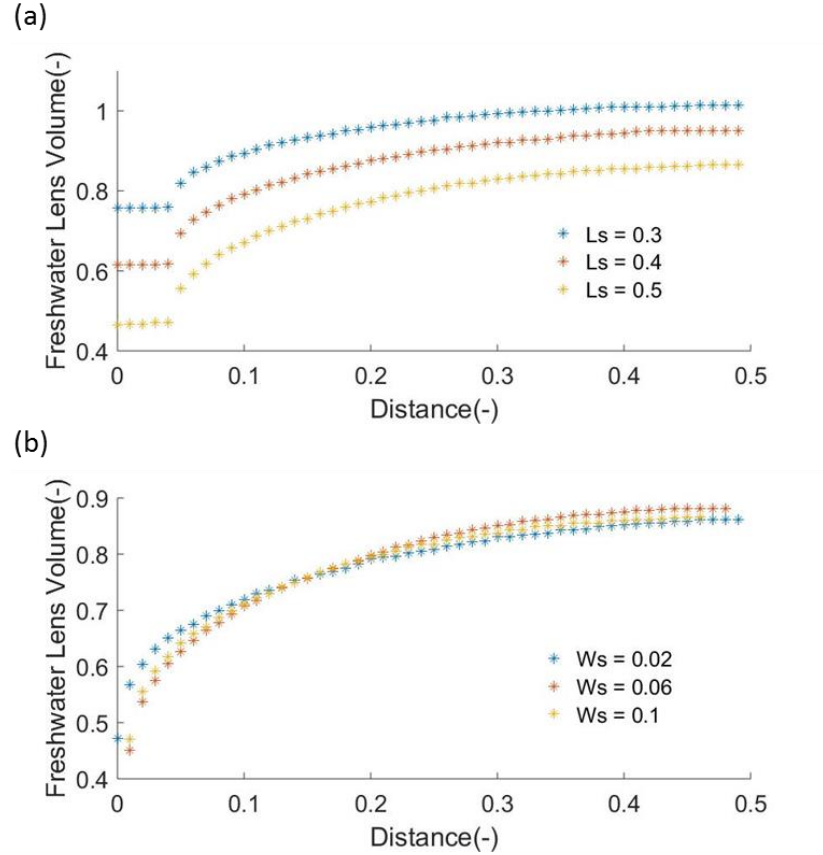 (a)
Freshwater Lens Volume(-)
1
0.8
0.6
0.4
Ls = 0.3
Ls = 0.4
Ls = 0.5
0 0.1 0.2 0.3 0.4 0.5
Distance(-)
(b)
Freshwater Lens Volume(-)
0.9
0.8
0.7
0.6
0.5
0.4
Ws = 0.02
Ws = 0.06
Ws = 0.1
0 0.1 0.2 0.3 0.4 0.5
Distance(-)